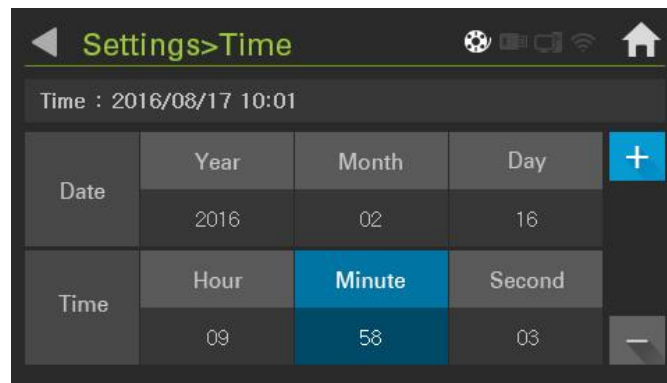 Settings>Time
Time : 2016/08/17 10:01
Date
Year Month Day
2016 02 16
+
Time
Hour Minute Second
09 58 03
−